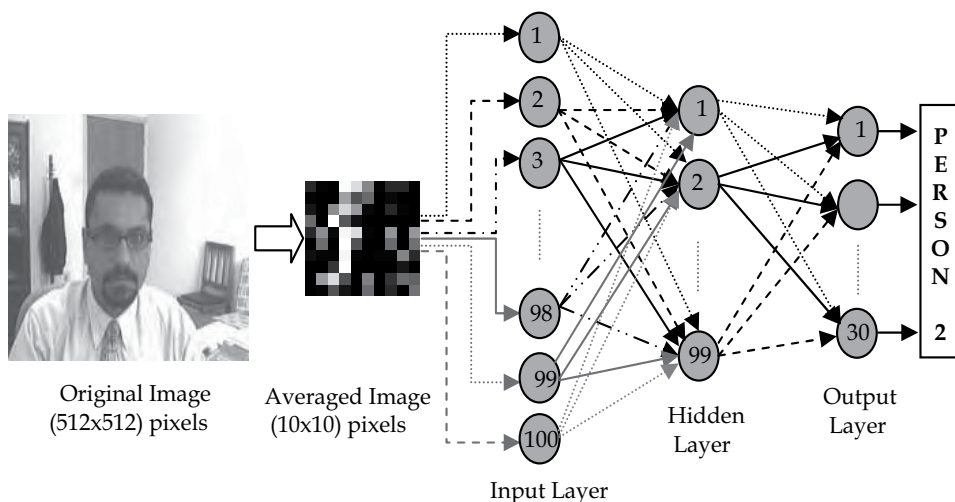 1
2
3
98
99
100
1
2
99
1
30
P
E
R
S
O
N
2
Original Image
(512x512) pixels
Averaged Image
(10x10) pixels
Input Layer
Hidden
Layer
Output
Layer